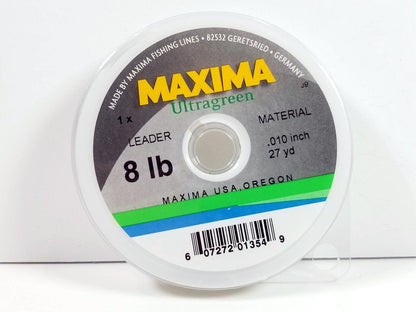 MADE BY MAXIMA FISHING LINES • 82532 GERETSRIED • GERMANY
MAXIMA
Ultragreen
1 x
LEADER
MATERIAL
8 lb
.010 inch
27 yd
MAXIMA USA, OREGON
6 07272 01354 9